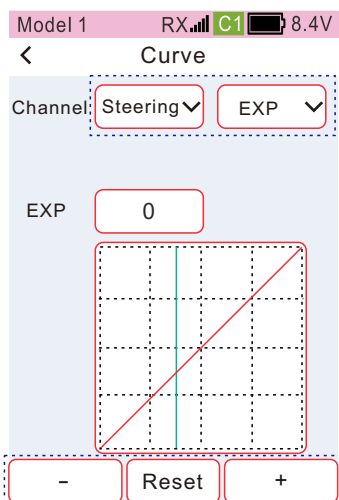 Model 1 RX C1 8.4V
Curve
Channel Steering EXP
EXP 0
- Reset +